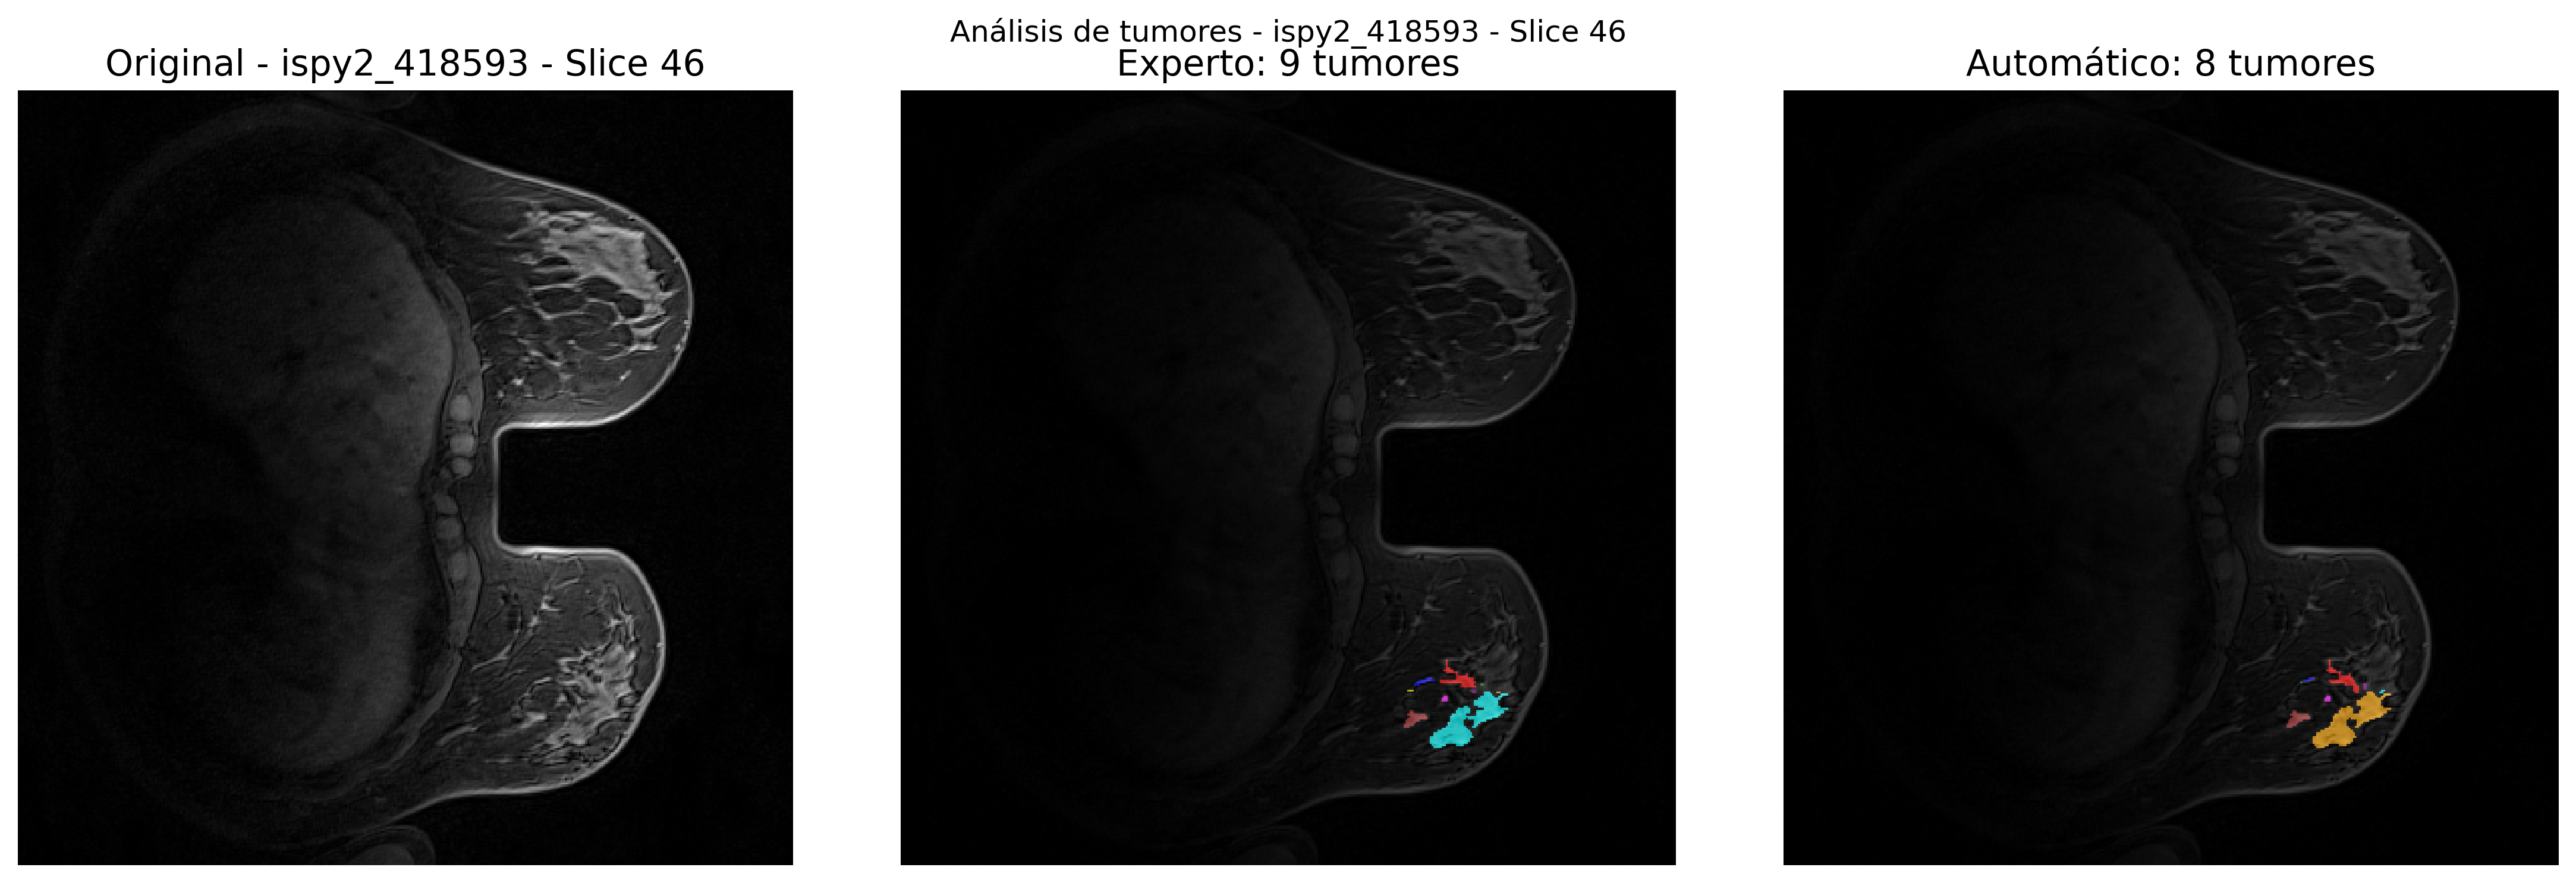 Análisis de tumores - ispy2_418593 - Slice 46
Original - ispy2_418593 - Slice 46
Experto: 9 tumores
Automático: 8 tumores